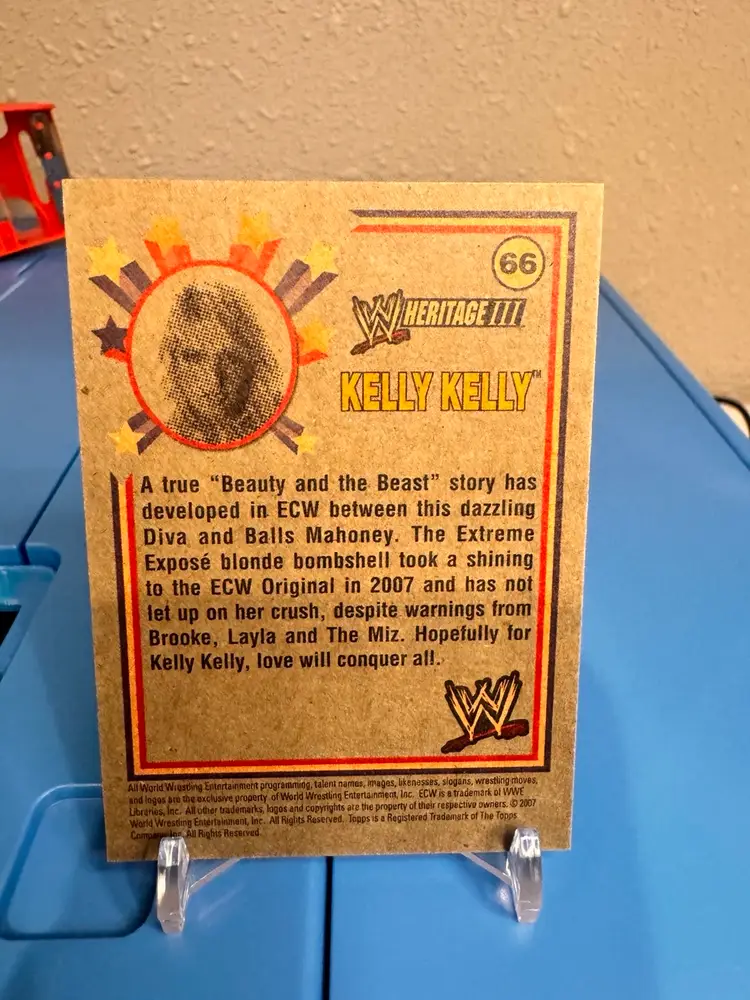 66
W HERITAGE III
KELLY KELLY™
A true “Beauty and the Beast” story has
developed in ECW between this dazzling
Diva and Balls Mahoney. The Extreme
Exposé blonde bombshell took a shining
to the ECW Original in 2007 and has not
let up on her crush, despite warnings from
Brooke, Layla and The Miz. Hopefully for
Kelly Kelly, love will conquer all.
W
All World Wrestling Entertainment programming, talent names, images, likenesses, slogans, wrestling moves,
and logos are the exclusive property of World Wrestling Entertainment, Inc. ECW is a trademark of WWE
Libraries, Inc. All other trademarks, logos and copyrights are the property of their respective owners. © 2007
World Wrestling Entertainment, Inc. All Rights Reserved. Topps is a Registered Trademark of The Topps
Company, Inc. All Rights Reserved.